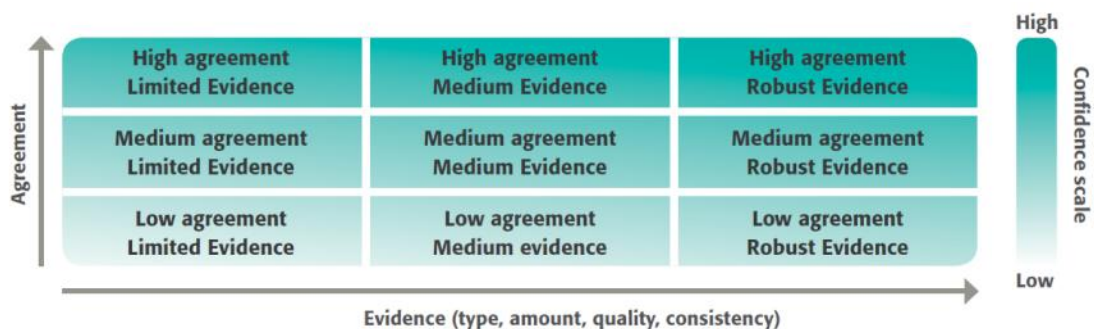 High
High agreement
Limited Evidence
High agreement
Medium Evidence
High agreement
Robust Evidence
Medium agreement
Limited Evidence
Medium agreement
Medium Evidence
Medium agreement
Robust Evidence
Low agreement
Limited Evidence
Low agreement
Medium evidence
Low agreement
Robust Evidence
Agreement
Confidence scale
Low
Evidence (type, amount, quality, consistency)